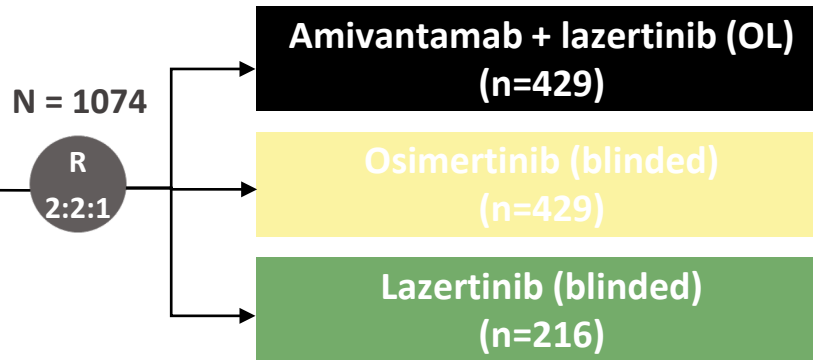 N = 1074
R
2:2:1
Amivantamab + lazertinib (OL)
(n=429)
Osimertinib (blinded)
(n=429)
Lazertinib (blinded)
(n=216)